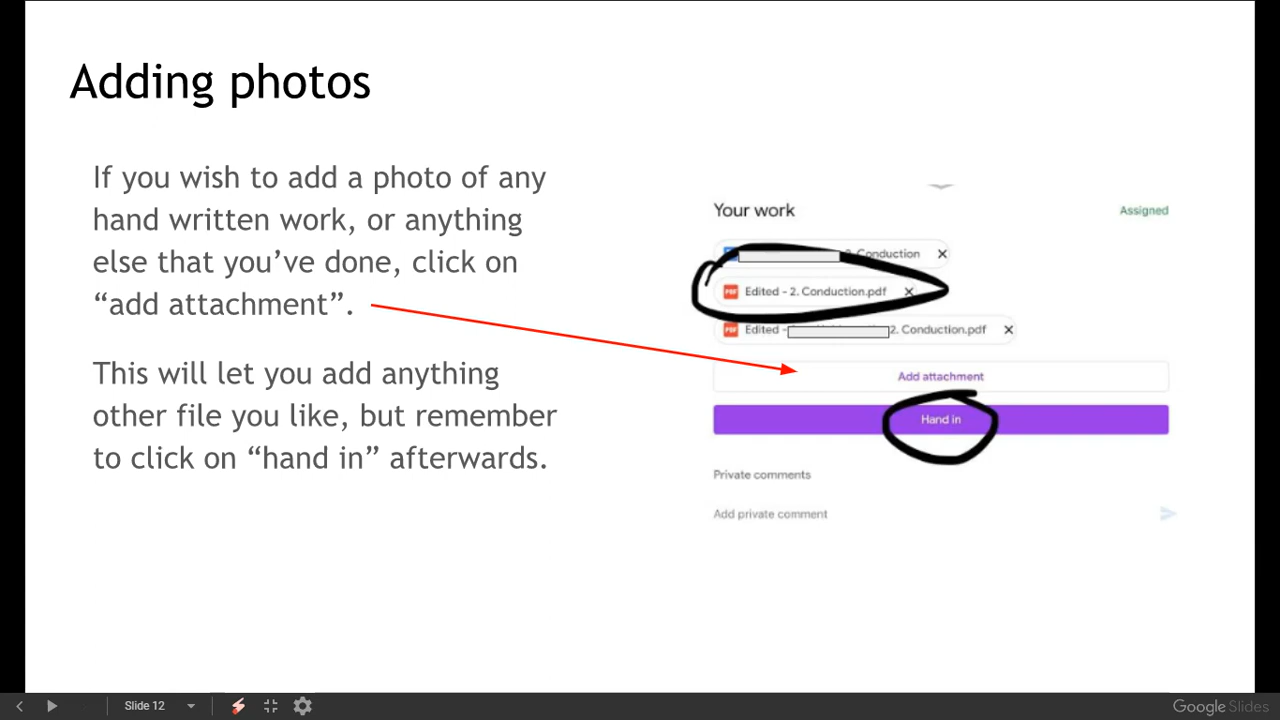 Adding photos
If you wish to add a photo of any
hand written work, or anything
else that you’ve done, click on
“add attachment”.
This will let you add anything
other file you like, but remember
to click on “hand in” afterwards.
Your work
Assigned
2. Conduction
Edited - 2. Conduction.pdf
Edited - 2. Conduction.pdf
Add attachment
Hand in
Private comments
Add private comment
Slide 12
Google Slides